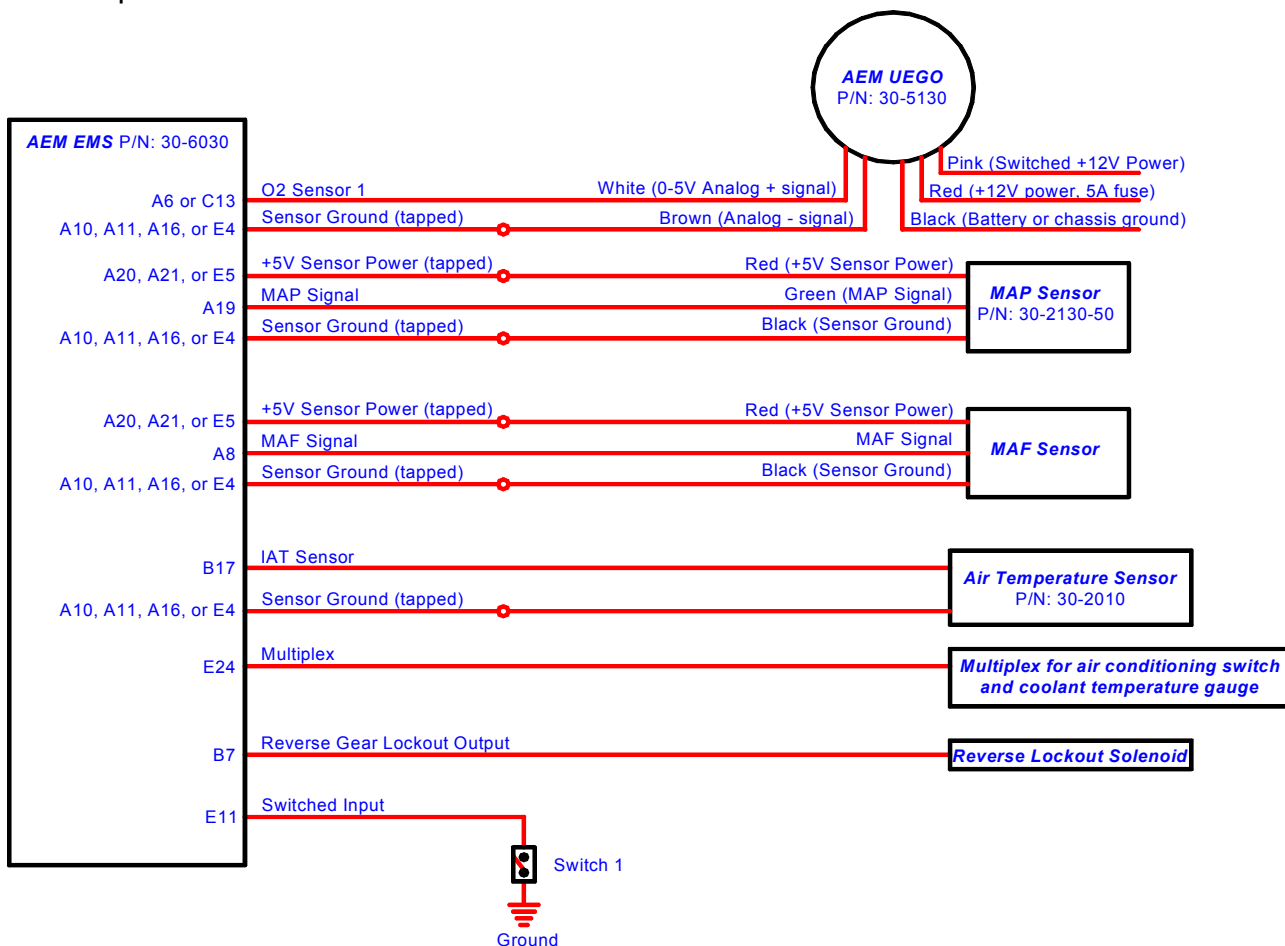 AEM UEGO
P/N: 30-5130
AEM EMS P/N: 30-6030
Pink (Switched +12V Power)
A6 or C13 O2 Sensor 1 White (0-5V Analog + signal) Red (+12V power, 5A fuse)
A10, A11, A16, or E4 Sensor Ground (tapped) Brown (Analog - signal) Black (Battery or chassis ground)
A20, A21, or E5 +5V Sensor Power (tapped) Red (+5V Sensor Power)
A19 MAP Signal Green (MAP Signal)
A10, A11, A16, or E4 Sensor Ground (tapped) Black (Sensor Ground)
MAP Sensor
P/N: 30-2130-50
A20, A21, or E5 +5V Sensor Power (tapped) Red (+5V Sensor Power)
A8 MAF Signal MAF Signal
A10, A11, A16, or E4 Sensor Ground (tapped) Black (Sensor Ground)
MAF Sensor
B17 IAT Sensor
A10, A11, A16, or E4 Sensor Ground (tapped)
Air Temperature Sensor
P/N: 30-2010
E24 Multiplex
Multiplex for air conditioning switch
and coolant temperature gauge
B7 Reverse Gear Lockout Output Reverse Lockout Solenoid
E11 Switched Input
Switch 1
Ground